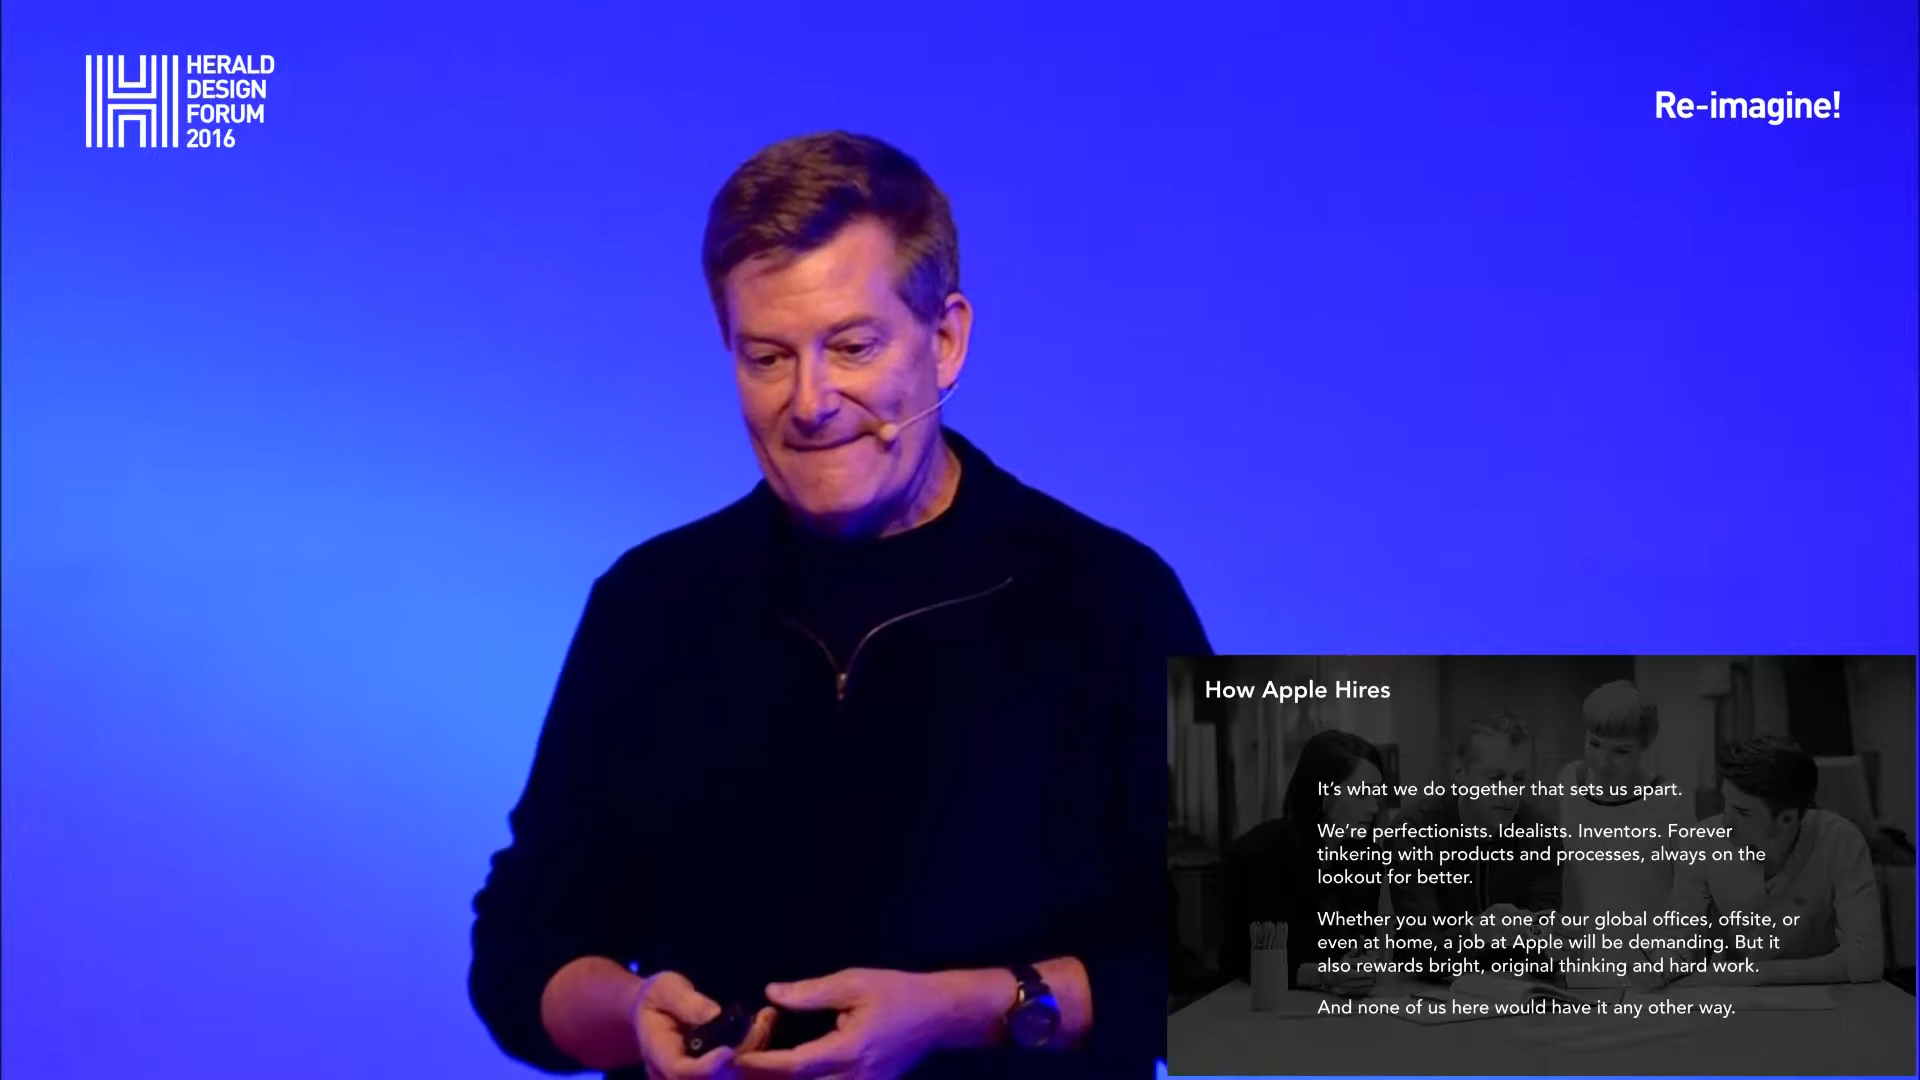 HERALD
DESIGN
FORUM
2016
Re-imagine!
How Apple Hires
It's what we do together that sets us apart.
We're perfectionists. Idealists. Inventors. Forever
tinkering with products and processes, always on the
lookout for better.
Whether you work at one of our global offices, offsite, or
even at home, a job at Apple will be demanding. But it
also rewards bright, original thinking and hard work.
And none of us here would have it any other way.